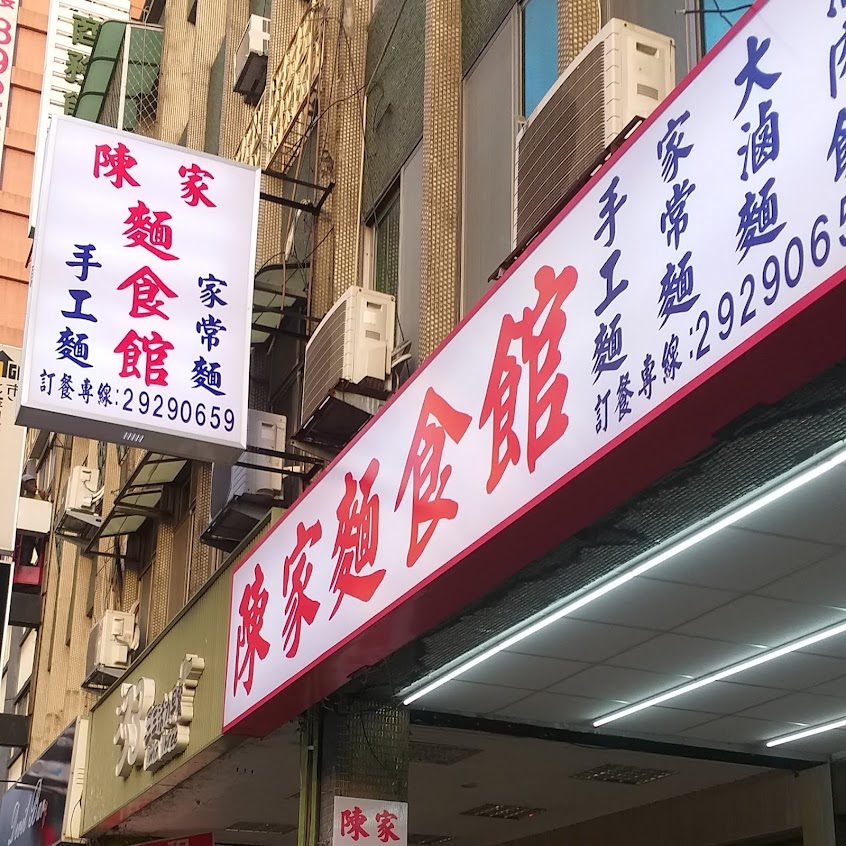 陳家
麵食館
手工麵
家常麵
訂餐專線:29290659
陳家麵食館
手工麵
家常麵
大滷麵
訂餐專線:2929065
陳家